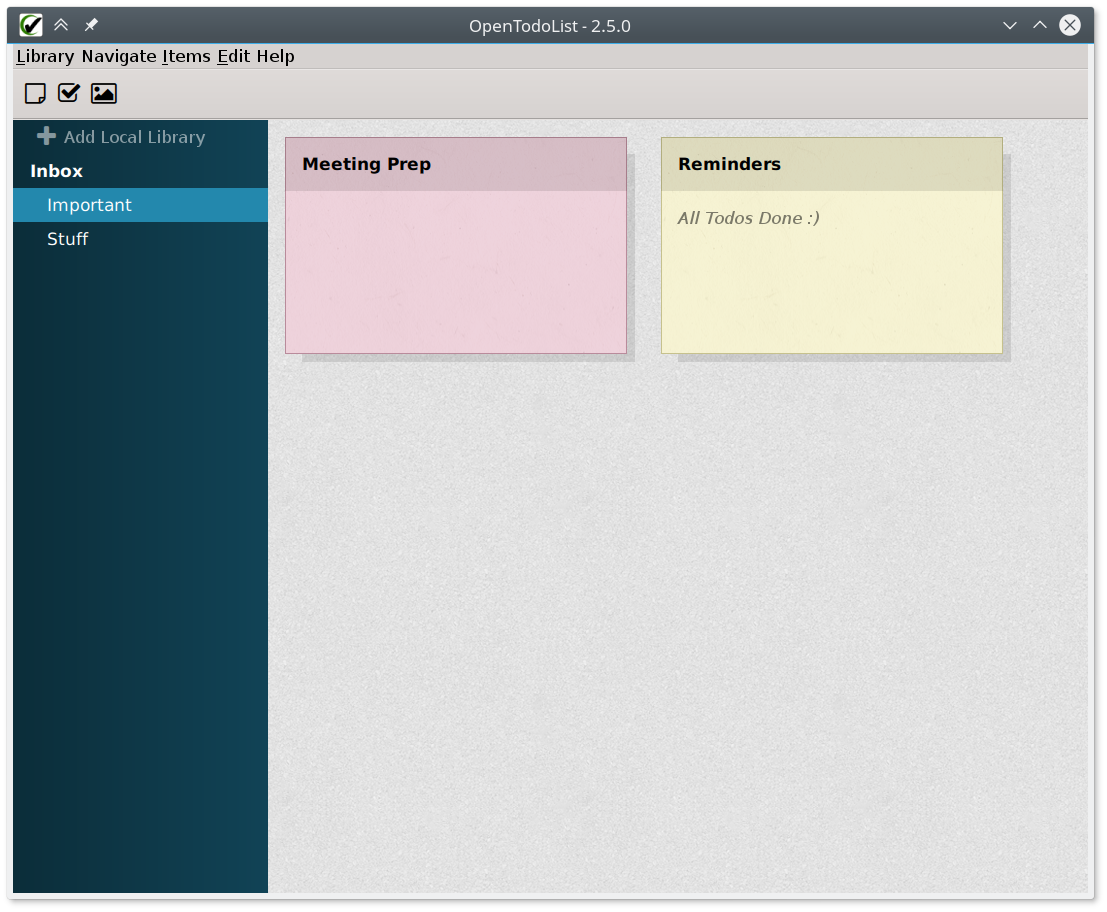 OpenTodoList - 2.5.0
Library Navigate Items Edit Help
Add Local Library
Inbox
Important
Stuff
Meeting Prep
Reminders
All Todos Done :)